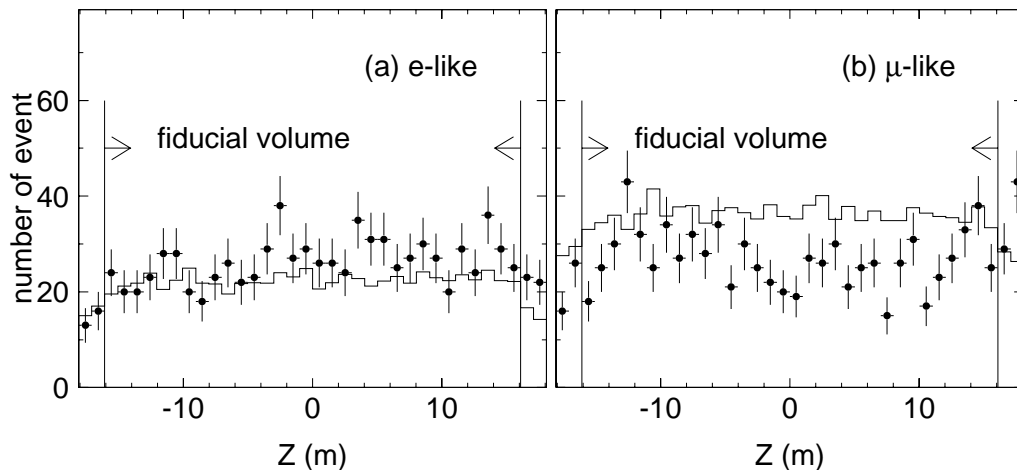 (a) e-like
(b) μ-like
fiducial volume
fiducial volume
number of event
60
40
20
0
-10 0 10
-10 0 10
Z (m)
Z (m)